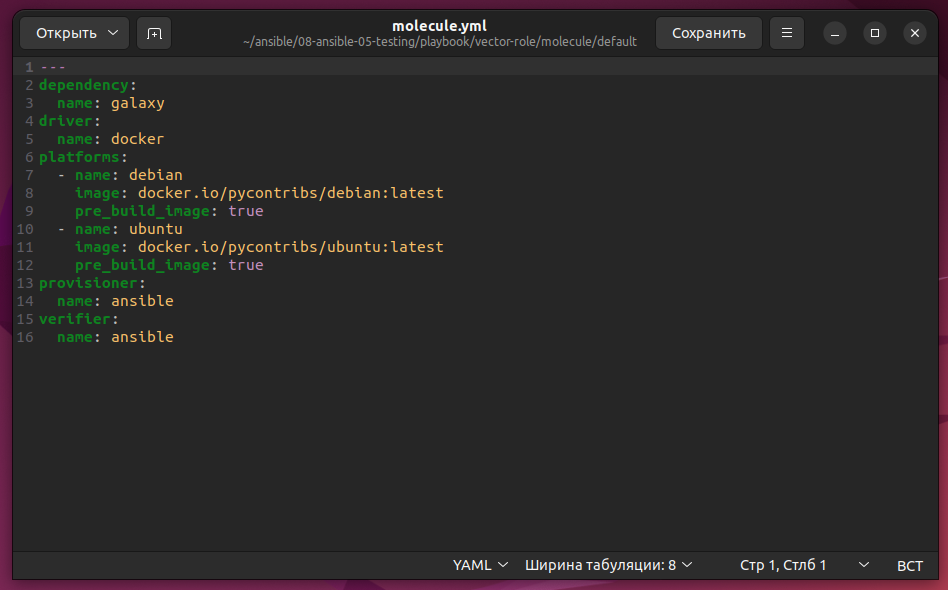 Открыть
molecule.yml
~/ansible/08-ansible-05-testing/playbook/vector-role/molecule/default
Сохранить
1 ---
2 dependency:
3   name: galaxy
4 driver:
5   name: docker
6 platforms:
7   - name: debian
8     image: docker.io/pycontribs/debian:latest
9     pre_build_image: true
10   - name: ubuntu
11     image: docker.io/pycontribs/ubuntu:latest
12     pre_build_image: true
13 provisioner:
14   name: ansible
15 verifier:
16   name: ansible
YAML Ширина табуляции: 8 Стр 1, Стлб 1 ВСТ